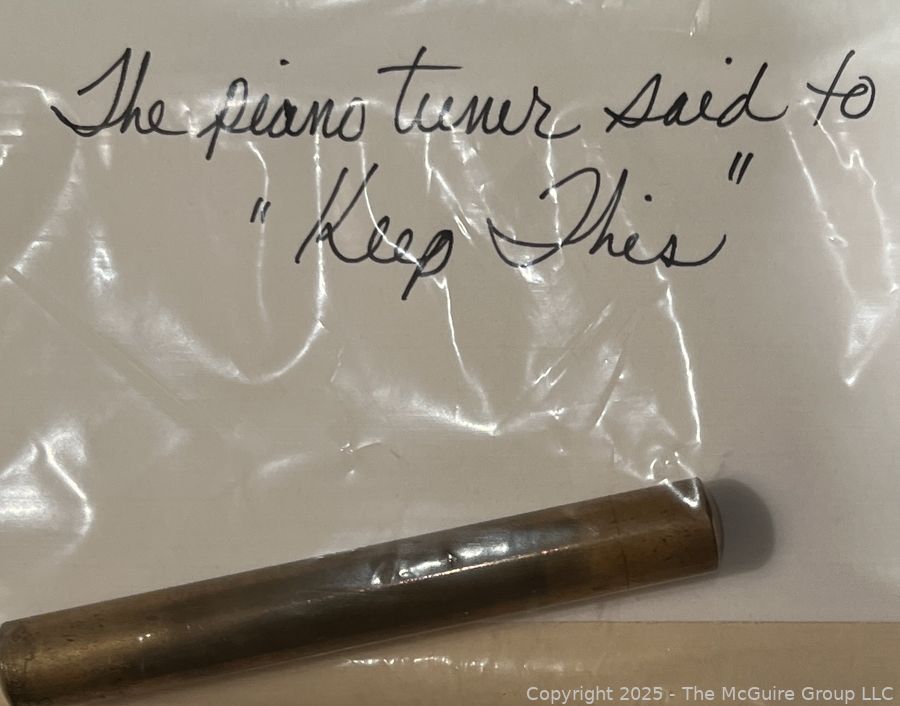 The piano tuner said to
"Keep This"
Copyright 2025 - The McGuire Group LLC